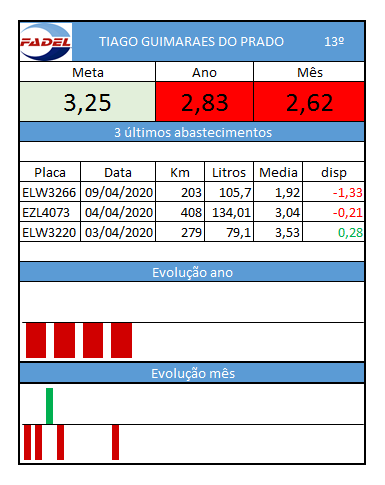 FADEL TIAGO GUIMARAES DO PRADO 13º
Meta Ano Mês
3,25 2,83 2,62
3 últimos abastecimentos
Placa Data Km Litros Media disp
ELW3266 09/04/2020 203 105,7 1,92 -1,33
EZL4073 04/04/2020 408 134,01 3,04 -0,21
ELW3220 03/04/2020 279 79,1 3,53 0,28
Evolução ano
Evolução mês